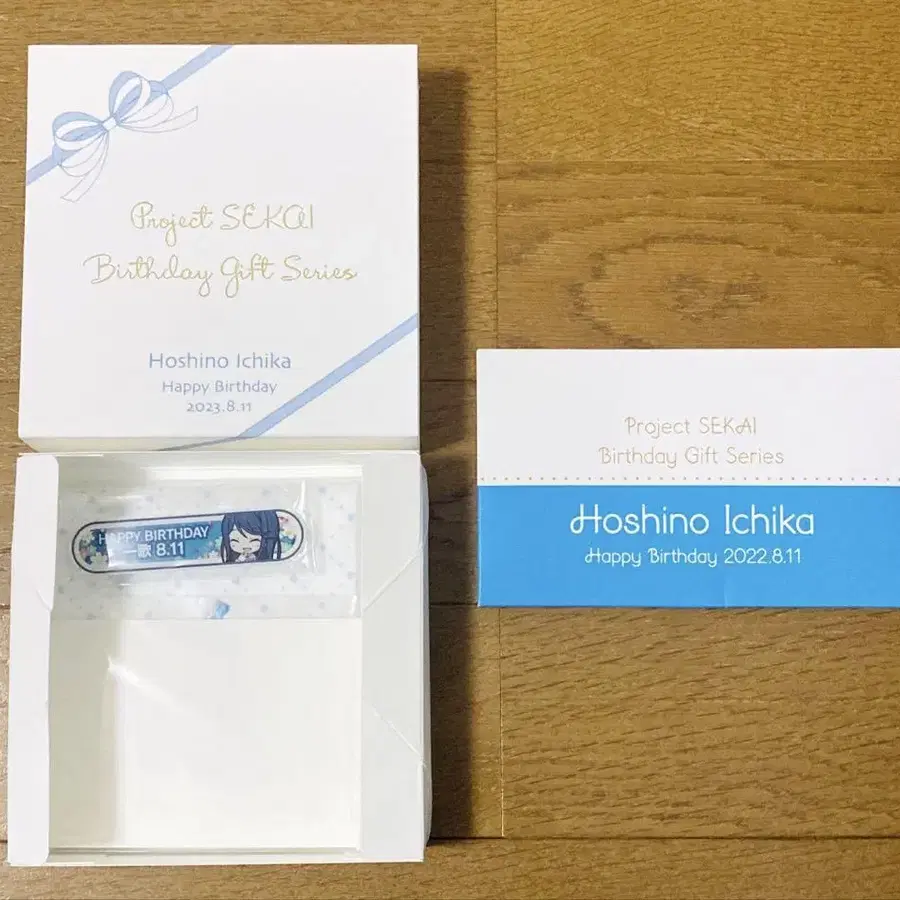 Project SEKAI
Birthday Gift Series
Hoshino Ichika
Happy Birthday
2023.8.11
HAPPY BIRTHDAY
一歌 8.11
Project SEKAI
Birthday Gift Series
Hoshino Ichika
Happy Birthday 2022.8.11